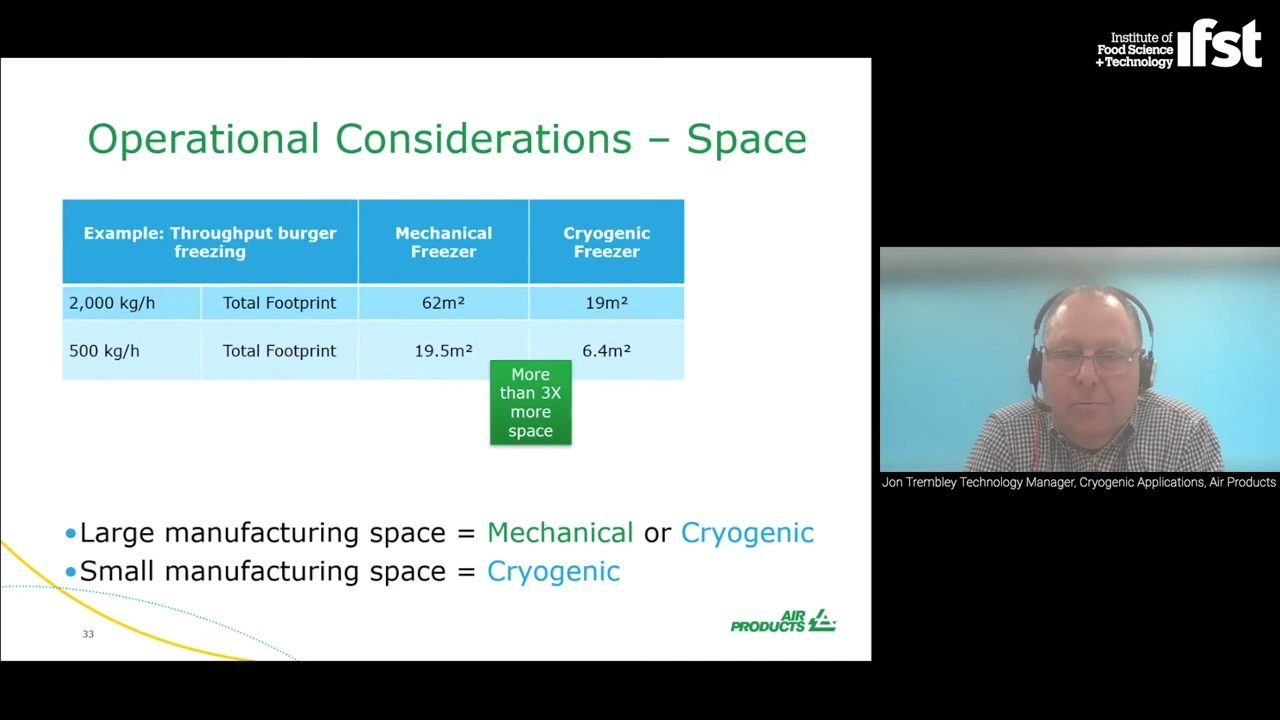 Institute of
Food Science
+Technology
ifst
Operational Considerations – Space
Example: Throughput burger
freezing
Mechanical
Freezer
Cryogenic
Freezer
2,000 kg/h
Total Footprint
62m²
19m²
500 kg/h
Total Footprint
19.5m²
6.4m²
More
than 3X
more
space
•Large manufacturing space = Mechanical or Cryogenic
•Small manufacturing space = Cryogenic
33
AIR
PRODUCTS
Jon Trembley Technology Manager, Cryogenic Applications, Air Products